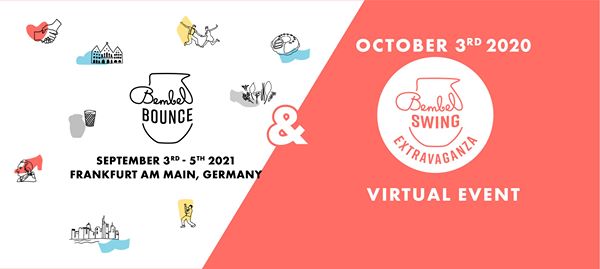 Bembel
BOUNCE
SEPTEMBER 3RD - 5TH 2021
FRANKFURT AM MAIN, GERMANY
&
OCTOBER 3RD 2020
Bembel
SWING
EXTRAVAGANZA
VIRTUAL EVENT